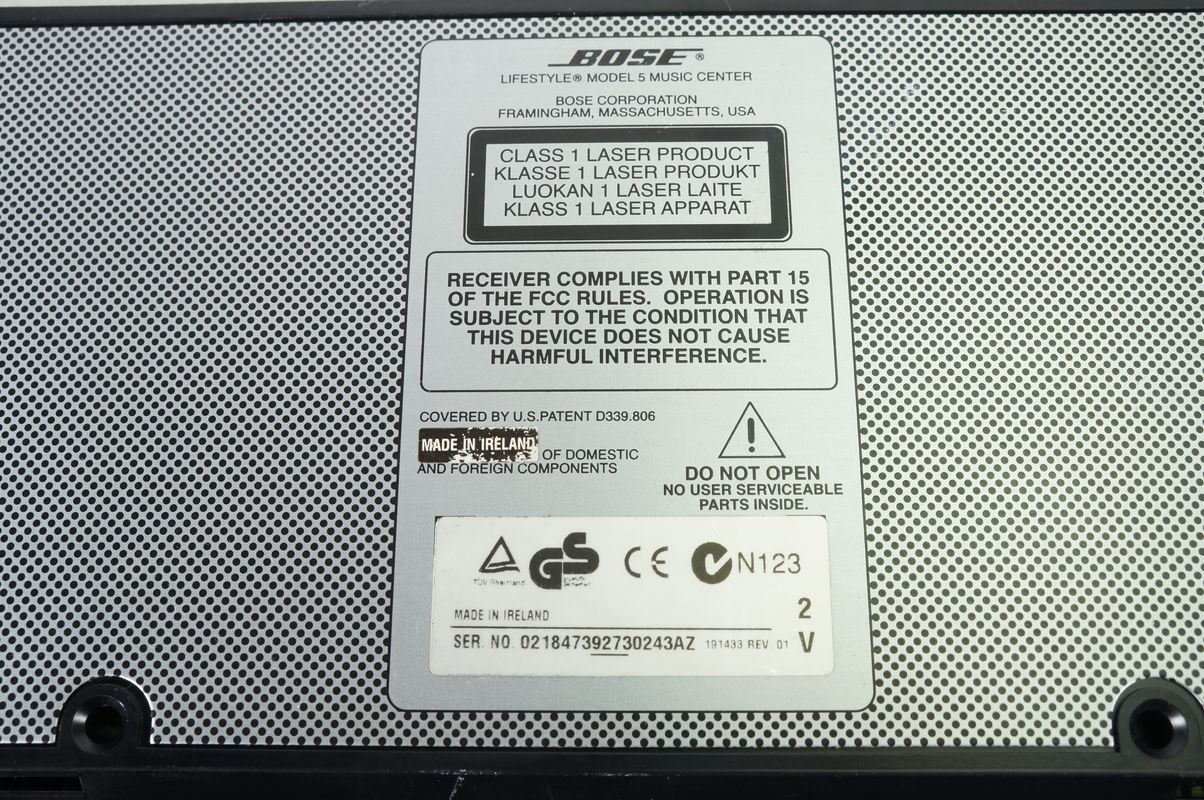 BOSE®
LIFESTYLE® MODEL 5 MUSIC CENTER
BOSE CORPORATION
FRAMINGHAM, MASSACHUSETTS, USA
CLASS 1 LASER PRODUCT
KLASSE 1 LASER PRODUKT
LUOKAN 1 LASER LAITE
KLASS 1 LASER APPARAT
RECEIVER COMPLIES WITH PART 15
OF THE FCC RULES. OPERATION IS
SUBJECT TO THE CONDITION THAT
THIS DEVICE DOES NOT CAUSE
HARMFUL INTERFERENCE.
COVERED BY U.S.PATENT D339.806
MADE IN IRELAND OF DOMESTIC
AND FOREIGN COMPONENTS
!
DO NOT OPEN
NO USER SERVICEABLE
PARTS INSIDE.
TÜV Rheinland GS CE N123
MADE IN IRELAND 2
SER. NO. 021847392730243AZ 191433 REV. 01 V